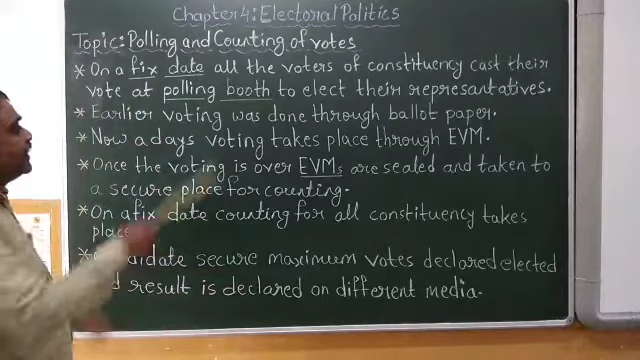 Chapter 4: Electoral Politics
Topic: Polling and Counting of votes
* On a fix date all the voters of constituency cast their
vote at polling booth to elect their represantatives.
* Earlier voting was done through ballot paper.
* Now a days voting takes place through EVM.
* Once the voting is over EVMs are sealed and taken to
a secure place for counting.
* On a fix date counting for all constituency takes
place
secure maximum votes declared elected
result is declared on different media.